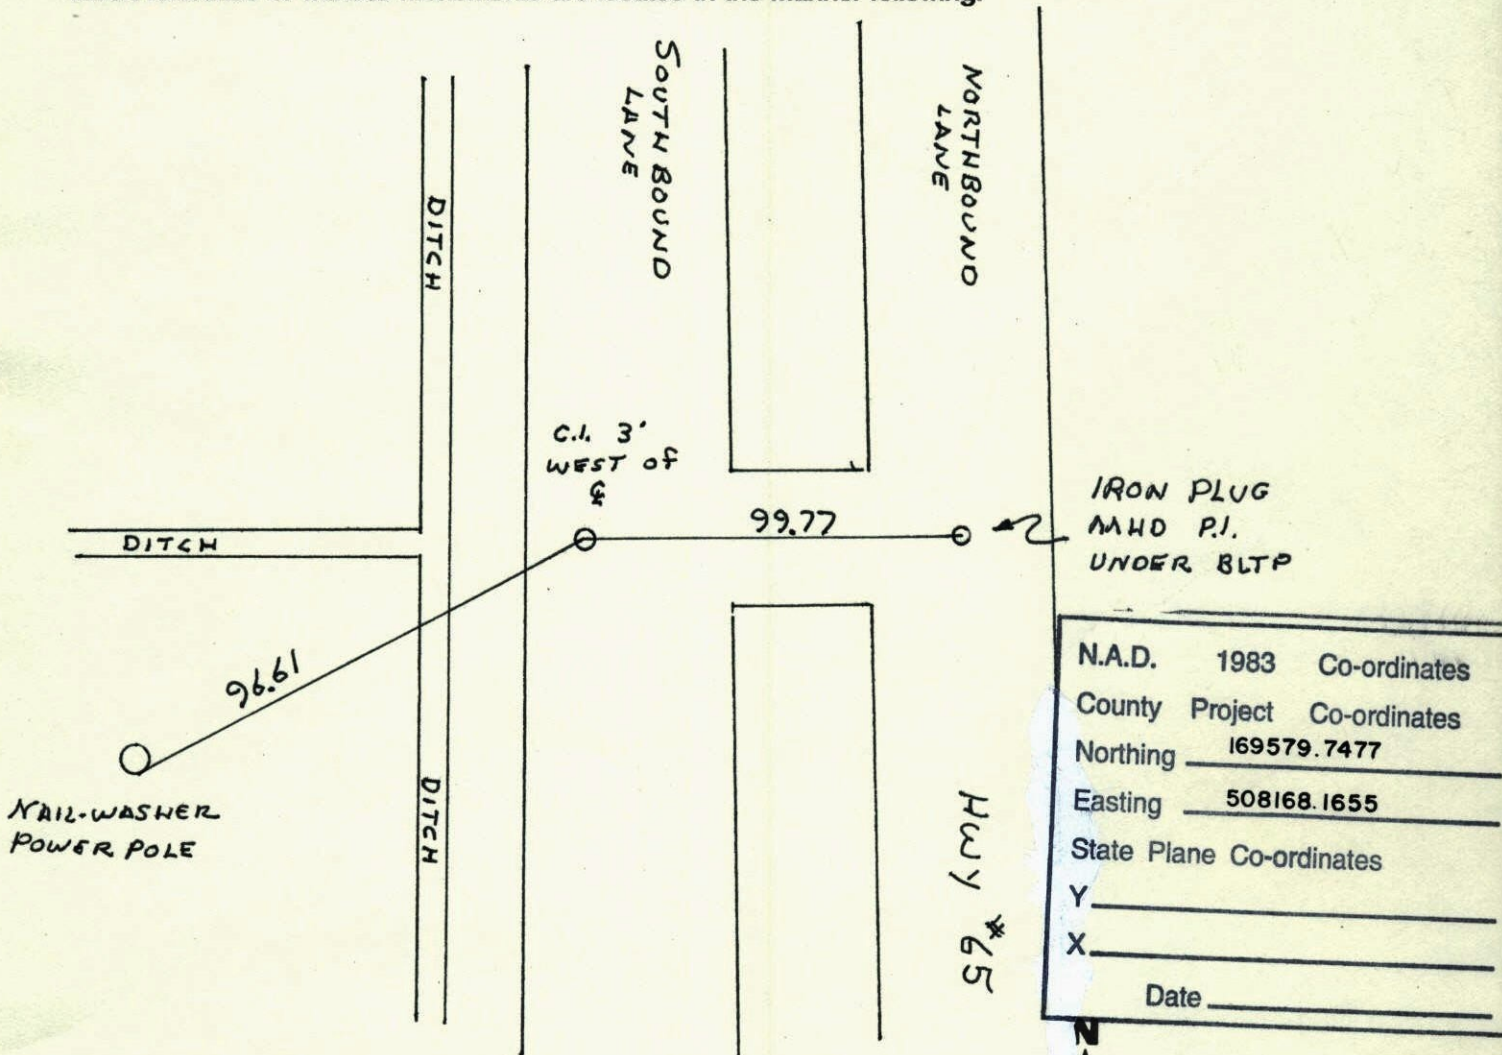 SOUTHBOUND
LANE
NORTHBOUND
LANE
DITCH
C.I. 3'
WEST of
℄
99.77
IRON PLUG
MHD P.I.
UNDER BLTP
DITCH
96.61
NAIL-WASHER
POWER POLE
DITCH
Hwy #65
N.A.D. 1983 Co-ordinates
County Project Co-ordinates
Northing 169579.7477
Easting 508168.1655
State Plane Co-ordinates
Y
X
Date
N